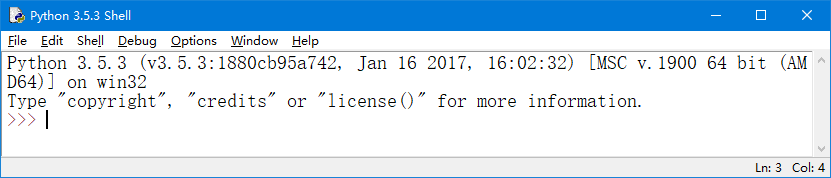 Python 3.5.3 Shell
File Edit Shell Debug Options Window Help
Python 3.5.3 (v3.5.3:1880cb95a742, Jan 16 2017, 16:02:32) [MSC v.1900 64 bit (AM
D64)] on win32
Type "copyright", "credits" or "license()" for more information.
>>>
Ln: 3 Col: 4